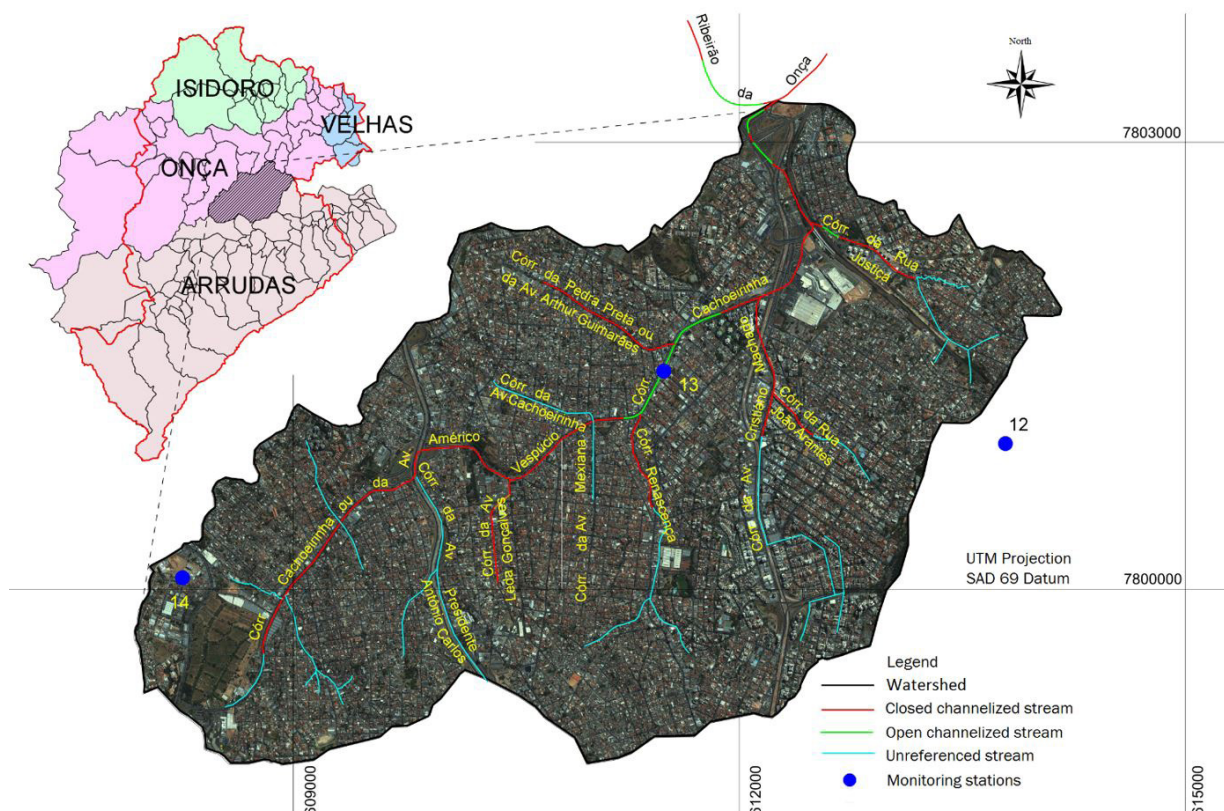 ISIDORO
VELHAS
ONÇA
ARRUDAS
Ribeirão
da
Onça
North
7803000
Córr. da Rua
Justiça
Córr. da Pedra Preta ou
da Av Arthur Guimarães
Cachoeirinha
Córr.
13
Machado
Cristiano
Córr. da Av.
Córr. da Rua
João Arantes
12
Córr. da
Av Cachoeirinha
Vespúcio
Américo
Av.
da
ou
Cachoeirinha
Córr.
Mexiana
Córr. da Av
Córr. Renascença
Córr. da Av
Leda Gonçalves
Córr. da Av
Presidente
Antônio Carlos
14
UTM Projection
SAD 69 Datum
7800000
Legend
Watershed
Closed channelized stream
Open channelized stream
Unreferenced stream
Monitoring stations
609000
612000
615000